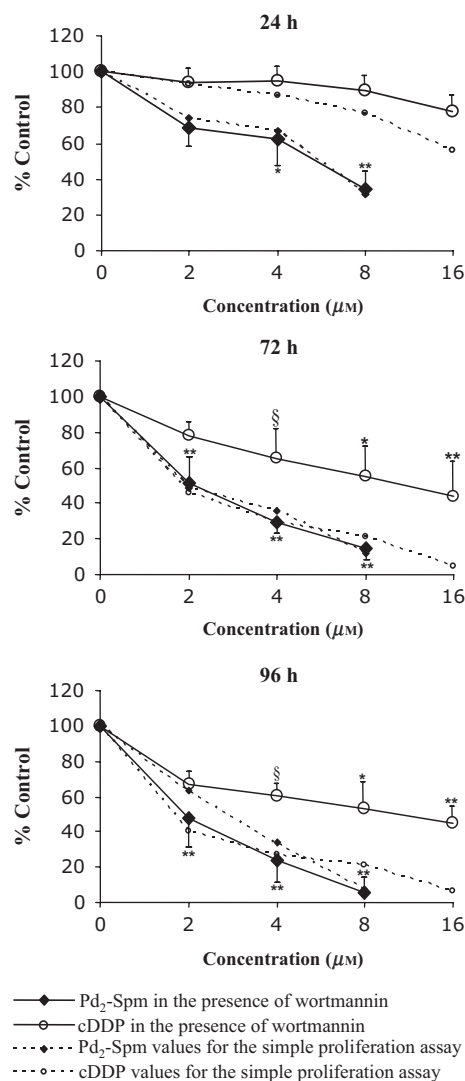 24 h
120
100
80
60
40
20
0
% Control
*
**
0 2 4 8 16
Concentration (μM)
72 h
120
100
80
60
40
20
0
% Control
**
§
*
**
**
**
0 2 4 8 16
Concentration (μM)
96 h
120
100
80
60
40
20
0
% Control
§
*
**
**
**
**
0 2 4 8 16
Concentration (μM)
Pd₂-Spm in the presence of wortmannin
cDDP in the presence of wortmannin
Pd₂-Spm values for the simple proliferation assay
cDDP values for the simple proliferation assay